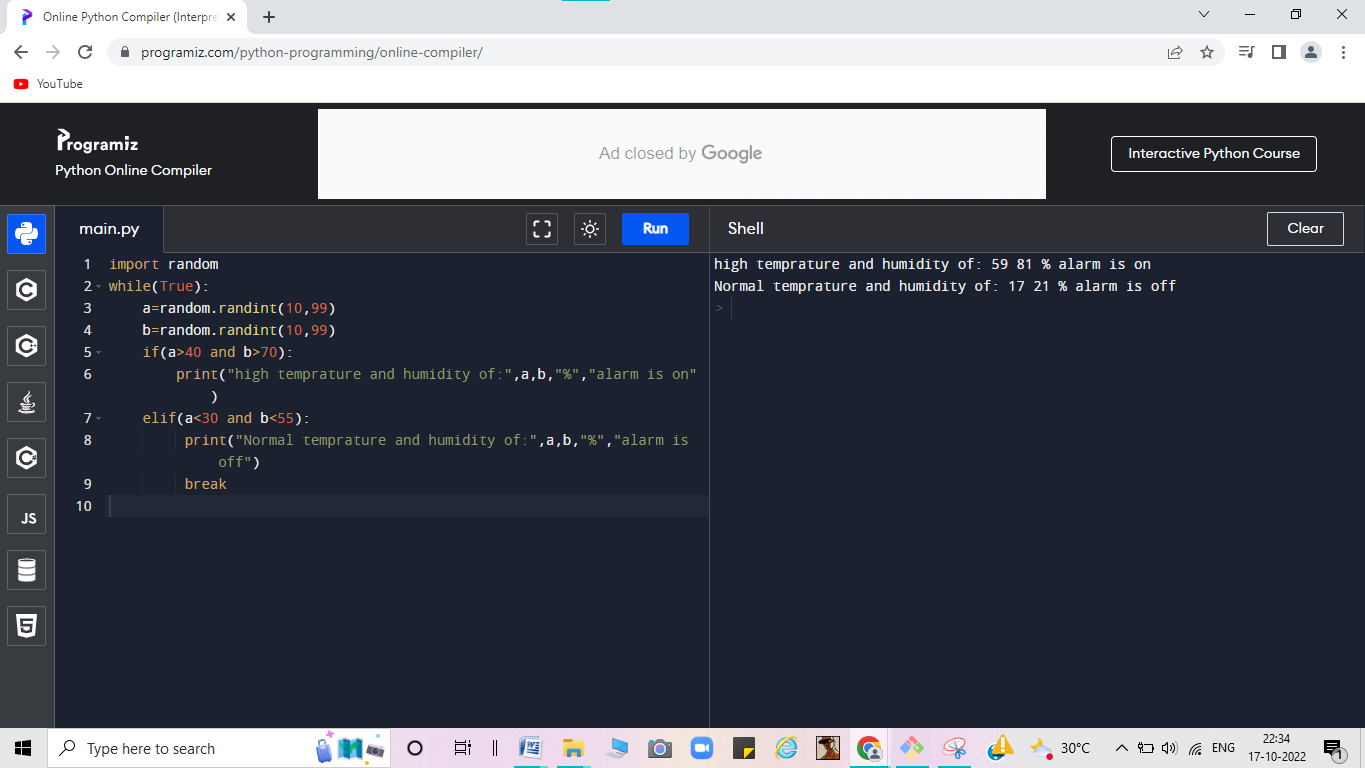 Online Python Compiler (Interpre
programiz.com/python-programming/online-compiler/
YouTube
Programiz
Python Online Compiler
Ad closed by Google
Interactive Python Course
main.py
Run
Shell
Clear
1 import random
2 while(True):
3 a=random.randint(10,99)
4 b=random.randint(10,99)
5 if(a>40 and b>70):
6 print("high temprature and humidity of:",a,b,"%","alarm is on"
)
7 elif(a<30 and b<55):
8 print("Normal temprature and humidity of:",a,b,"%","alarm is
off")
9 break
10
high temprature and humidity of: 59 81 % alarm is on
Normal temprature and humidity of: 17 21 % alarm is off
>
JS
Type here to search
30°C
ENG
22:34
17-10-2022
1